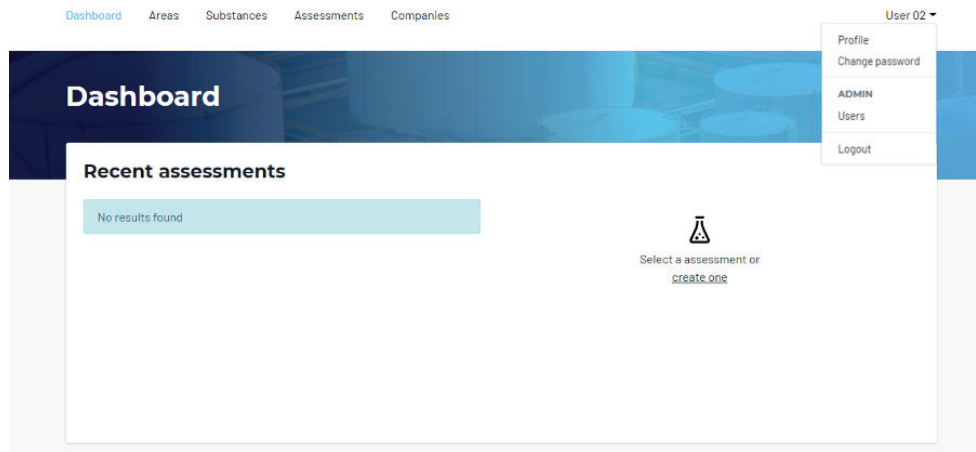 Dashboard Areas Substances Assessments Companies User 02
Profile
Change password
ADMIN
Users
Logout
Dashboard
Recent assessments
No results found
Select a assessment or
create one